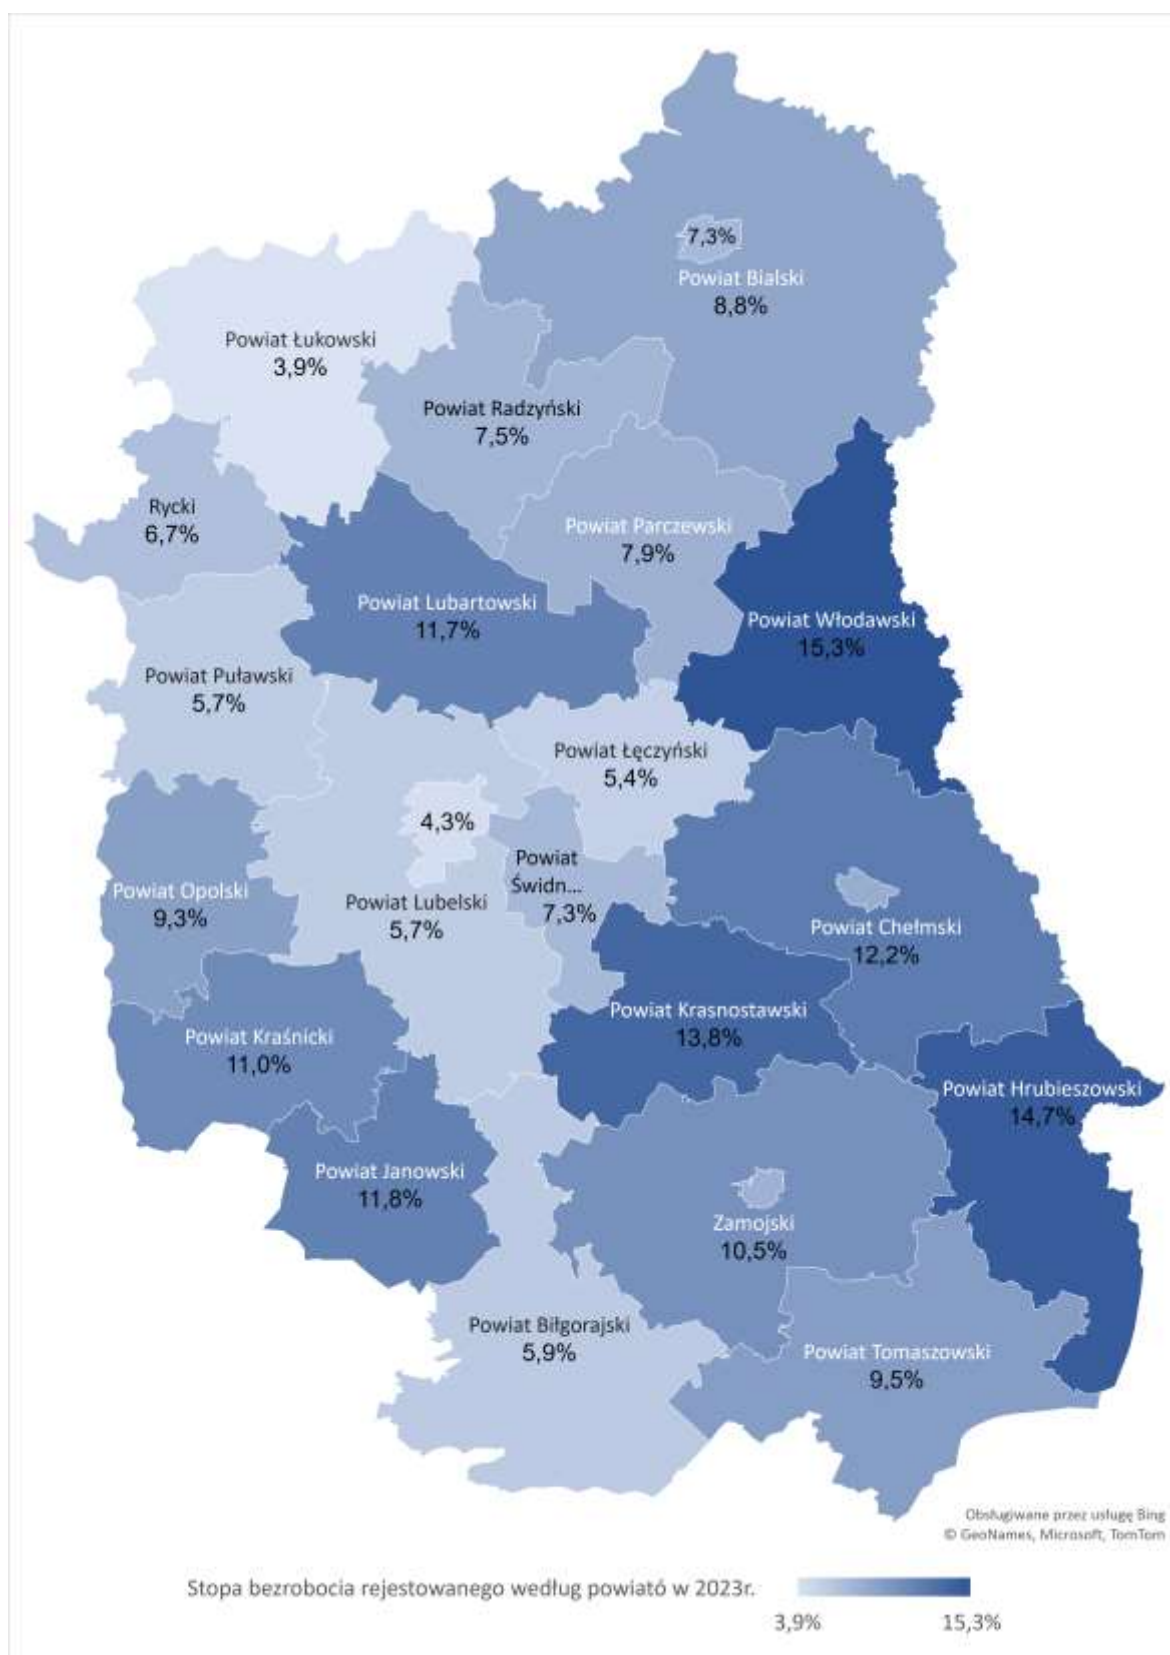 7,3%
Powiat Bialski
8,8%
Powiat Łukowski
3,9%
Powiat Radzyński
7,5%
Rycki
6,7%
Powiat Parczewski
7,9%
Powiat Lubartowski
11,7%
Powiat Włodawski
15,3%
Powiat Puławski
5,7%
Powiat Łęczyński
5,4%
4,3%
Powiat
Świdn...
7,3%
Powiat Opolski
9,3%
Powiat Lubelski
5,7%
Powiat Chełmski
12,2%
Powiat Krasnostawski
13,8%
Powiat Kraśnicki
11,0%
Powiat Hrubieszowski
14,7%
Powiat Janowski
11,8%
Zamojski
10,5%
Powiat Biłgorajski
5,9%
Powiat Tomaszowski
9,5%
Obsługiwane przez usługę Bing
© GeoNames, Microsoft, TomTom
Stopa bezrobocia rejestowanego według powiató w 2023r.
3,9%
15,3%